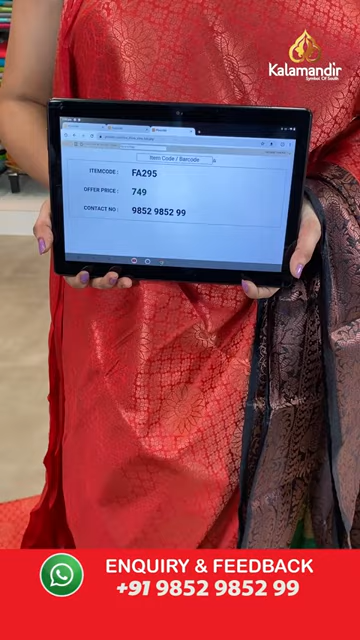 Kalamandir
Symbol Of South
Item Code / Barcode
ITEMCODE : FA295
OFFER PRICE : 749
CONTACT NO : 9852 9852 99
ENQUIRY & FEEDBACK
+91 9852 9852 99